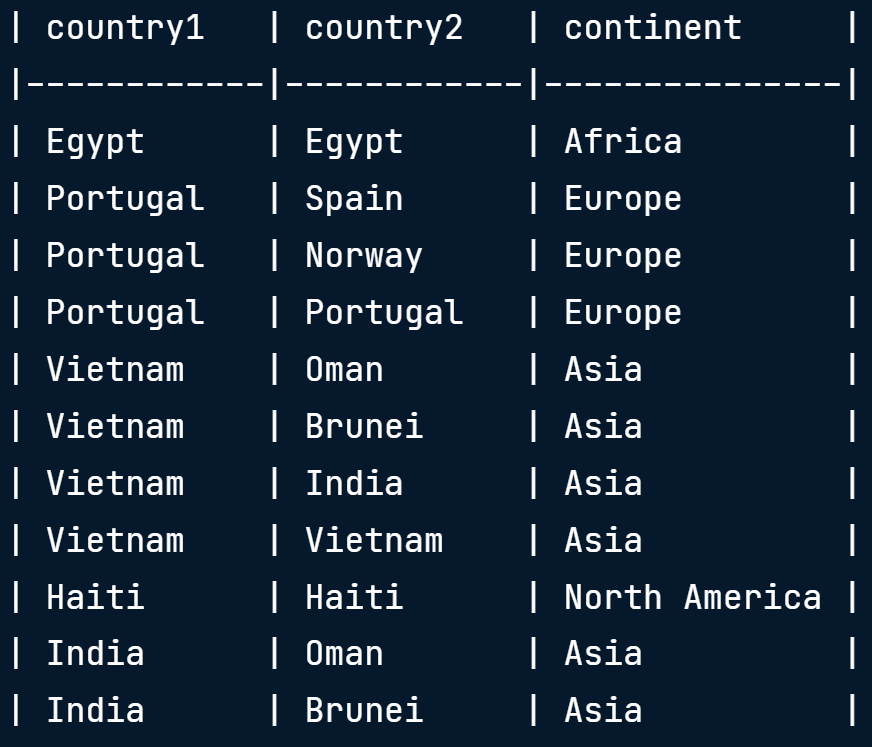 | country1   | country2   | continent     |
|------------|------------|---------------|
| Egypt      | Egypt      | Africa        |
| Portugal   | Spain      | Europe        |
| Portugal   | Norway     | Europe        |
| Portugal   | Portugal   | Europe        |
| Vietnam    | Oman       | Asia          |
| Vietnam    | Brunei     | Asia          |
| Vietnam    | India      | Asia          |
| Vietnam    | Vietnam    | Asia          |
| Haiti      | Haiti      | North America |
| India      | Oman       | Asia          |
| India      | Brunei     | Asia          |